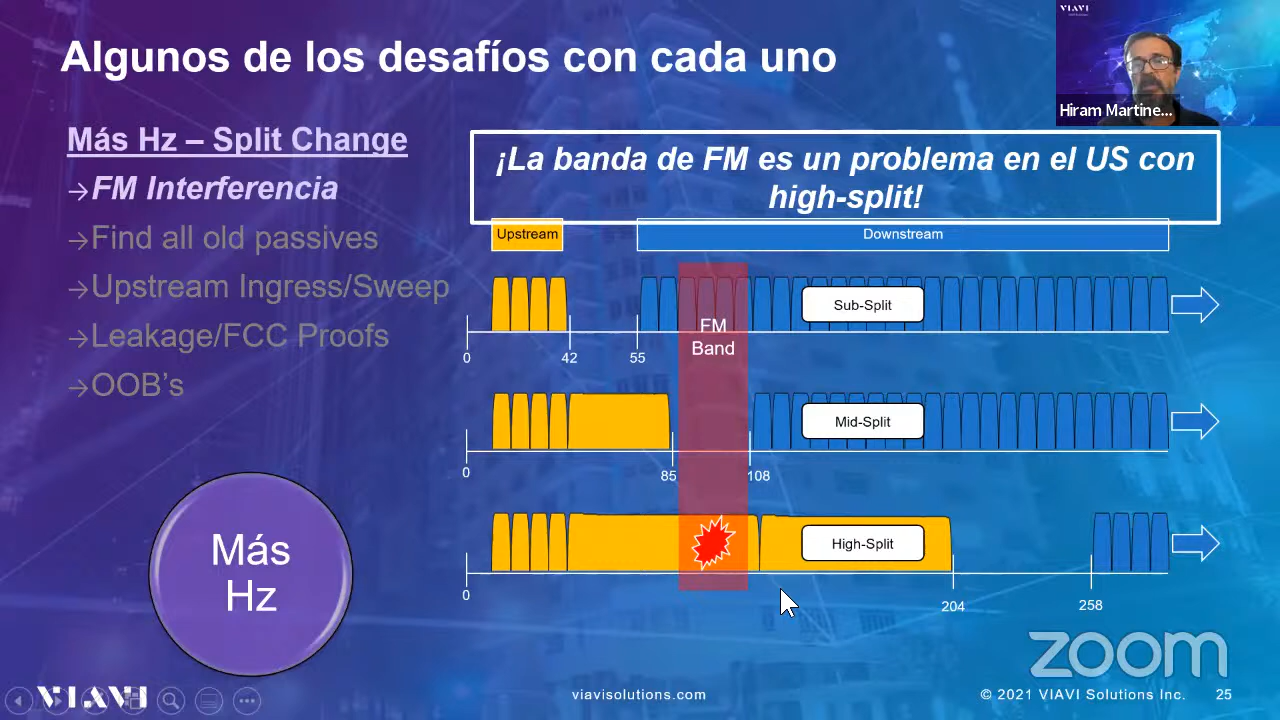 Algunos de los desafíos con cada uno
VIAVI
Hiram Martine...
Más Hz – Split Change
→FM Interferencia
→Find all old passives
→Upstream Ingress/Sweep
→Leakage/FCC Proofs
→OOB's
¡La banda de FM es un problema en el US con
high-split!
Upstream
Downstream
Sub-Split
FM
Band
0
42
55
Mid-Split
0
85
108
High-Split
0
204
258
Más
Hz
zoom
VIAVI
viavisolutions.com
© 2021 VIAVI Solutions Inc.
25